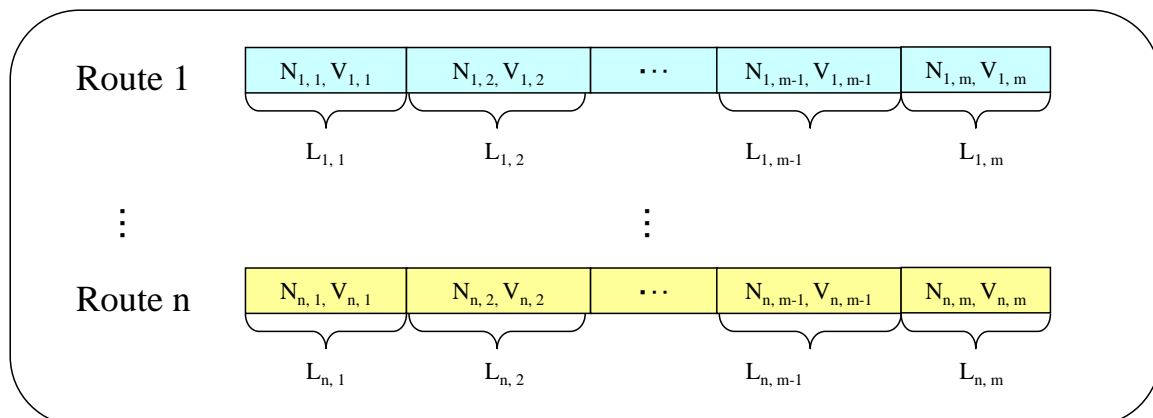 Route 1 N1, 1, V1, 1 N1, 2, V1, 2 ··· N1, m-1, V1, m-1 N1, m, V1, m
L1, 1 L1, 2 L1, m-1 L1, m
⋮ ⋮
Route n Nn, 1, Vn, 1 Nn, 2, Vn, 2 ··· Nn, m-1, Vn, m-1 Nn, m, Vn, m
Ln, 1 Ln, 2 Ln, m-1 Ln, m